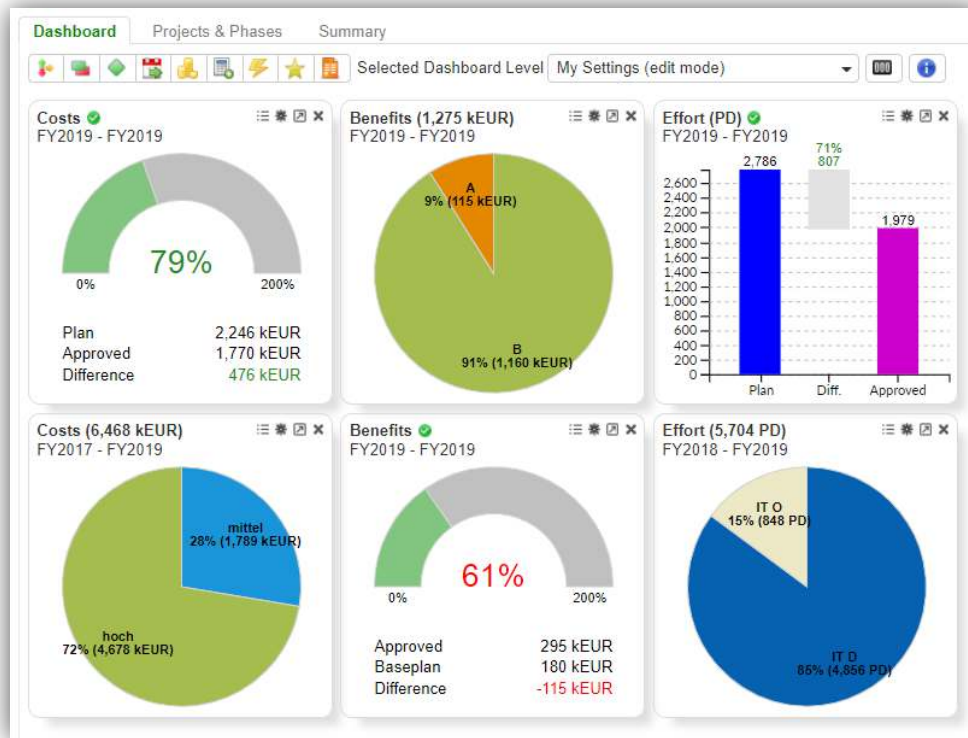 Dashboard Projects & Phases Summary
Selected Dashboard Level My Settings (edit mode)
Costs
FY2019 - FY2019
79%
0% 200%
Plan 2,246 kEUR
Approved 1,770 kEUR
Difference 476 kEUR
Benefits (1,275 kEUR)
FY2019 - FY2019
A
9% (115 kEUR)
B
91% (1,160 kEUR)
Effort (PD)
FY2019 - FY2019
71%
2,786 807
1,979
2,600
2,400
2,200
2,000
1,800
1,600
1,400
1,200
1,000
800
600
400
200
0
Plan Diff. Approved
Costs (6,468 kEUR)
FY2017 - FY2019
mittel
28% (1,789 kEUR)
hoch
72% (4,678 kEUR)
Benefits
FY2019 - FY2019
61%
0% 200%
Approved 295 kEUR
Baseplan 180 kEUR
Difference -115 kEUR
Effort (5,704 PD)
FY2018 - FY2019
IT O
15% (848 PD)
IT D
85% (4,856 PD)